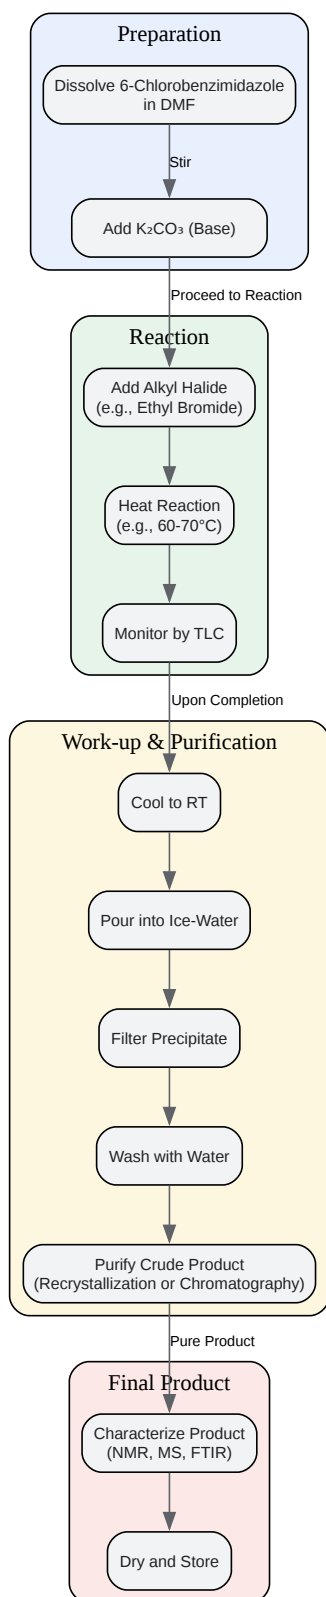 Preparation
Dissolve 6-Chlorobenzimidazole
in DMF
Stir
Add K₂CO₃ (Base)
Proceed to Reaction
Reaction
Add Alkyl Halide
(e.g., Ethyl Bromide)
Heat Reaction
(e.g., 60-70°C)
Monitor by TLC
Upon Completion
Work-up & Purification
Cool to RT
Pour into Ice-Water
Filter Precipitate
Wash with Water
Purify Crude Product
(Recrystallization or Chromatography)
Pure Product
Final Product
Characterize Product
(NMR, MS, FTIR)
Dry and Store